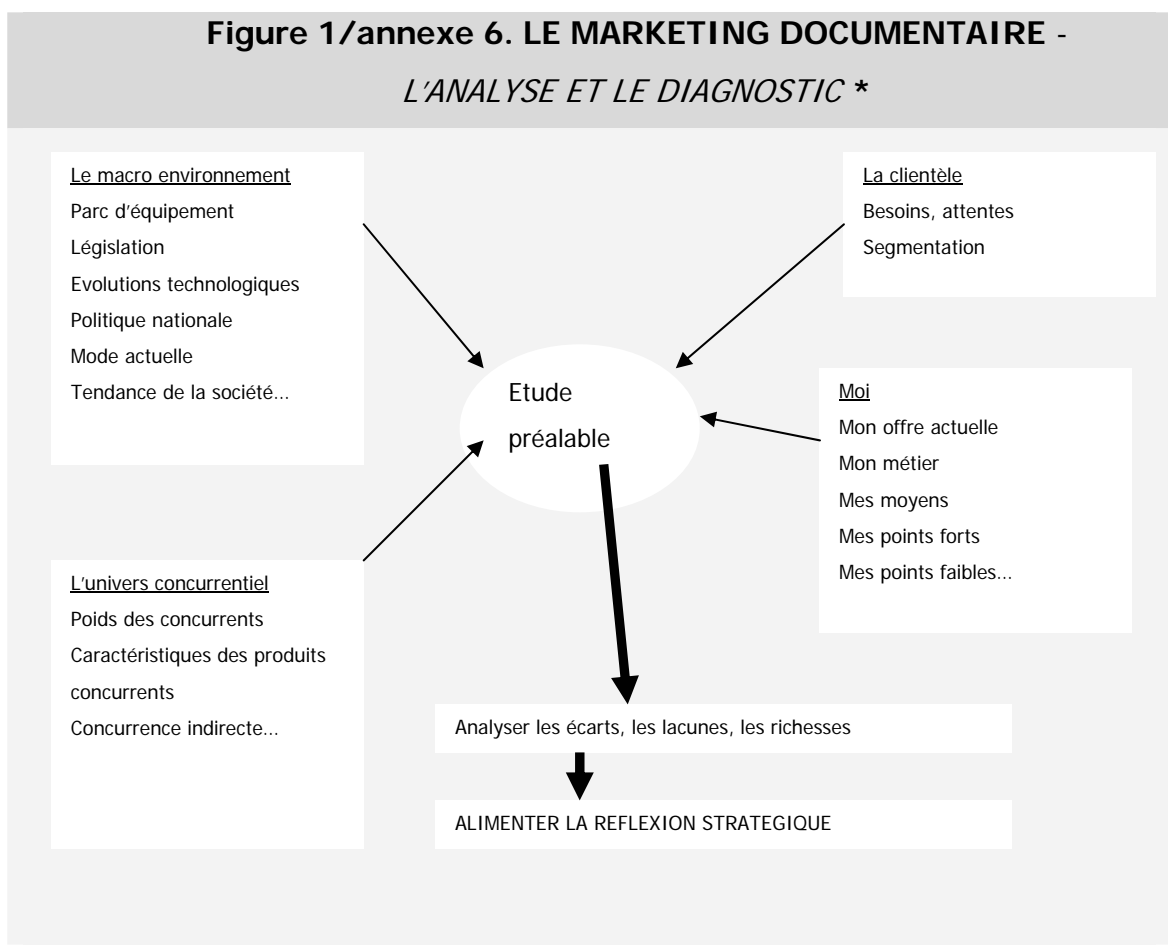 Figure 1/annexe 6. LE MARKETING DOCUMENTAIRE -
L'ANALYSE ET LE DIAGNOSTIC *
Le macro environnement
Parc d'équipement
Législation
Evolutions technologiques
Politique nationale
Mode actuelle
Tendance de la société...
La clientèle
Besoins, attentes
Segmentation
Etude
préalable
Moi
Mon offre actuelle
Mon métier
Mes moyens
Mes points forts
Mes points faibles...
L'univers concurrentiel
Poids des concurrents
Caractéristiques des produits
concurrents
Concurrence indirecte...
Analyser les écarts, les lacunes, les richesses
ALIMENTER LA REFLEXION STRATEGIQUE